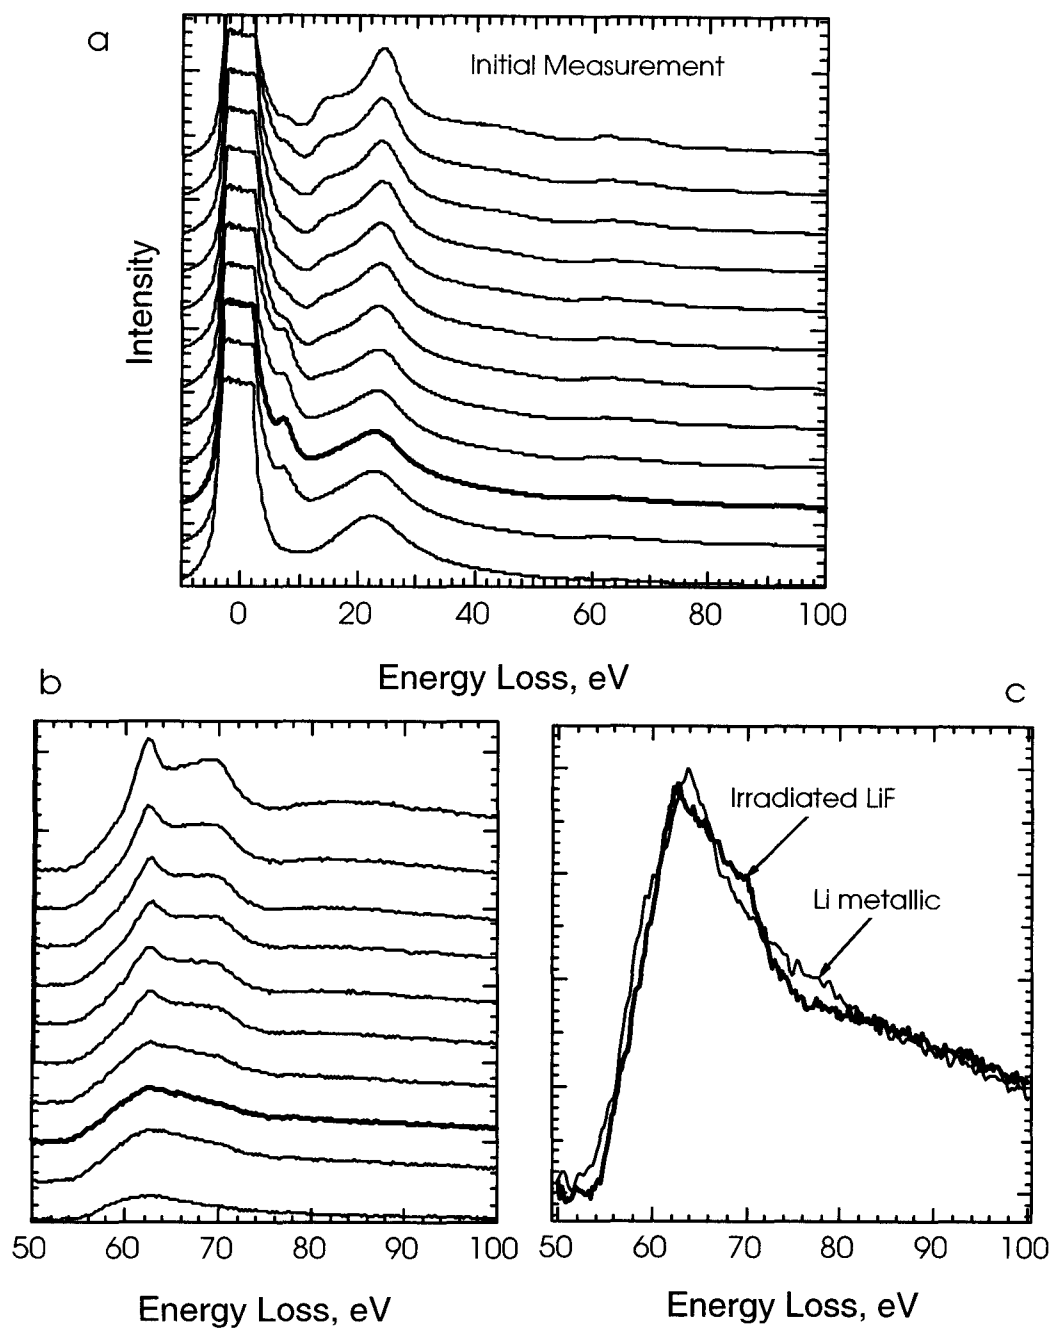 a
Initial Measurement
Intensity
0 20 40 60 80 100
Energy Loss, eV
b
c
Irradiated LiF
Li metallic
50 60 70 80 90 100
50 60 70 80 90 100
Energy Loss, eV
Energy Loss, eV